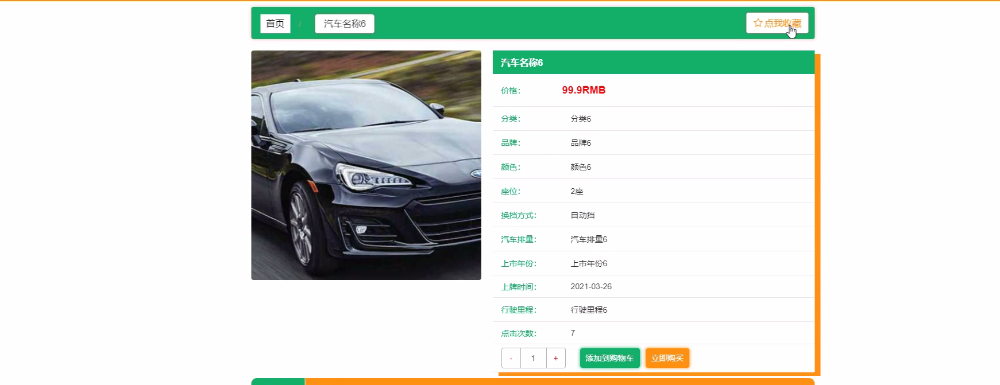 首页 / 汽车名称6 ☆点我收藏
汽车名称6
价格： 99.9RMB
分类： 分类6
品牌： 品牌6
颜色： 颜色6
座位： 2座
换挡方式： 自动挡
汽车排量： 汽车排量6
上市年份： 上市年份6
上牌时间： 2021-03-26
行驶里程： 行驶里程6
点击次数： 7
- 1 + 添加到购物车 立即购买